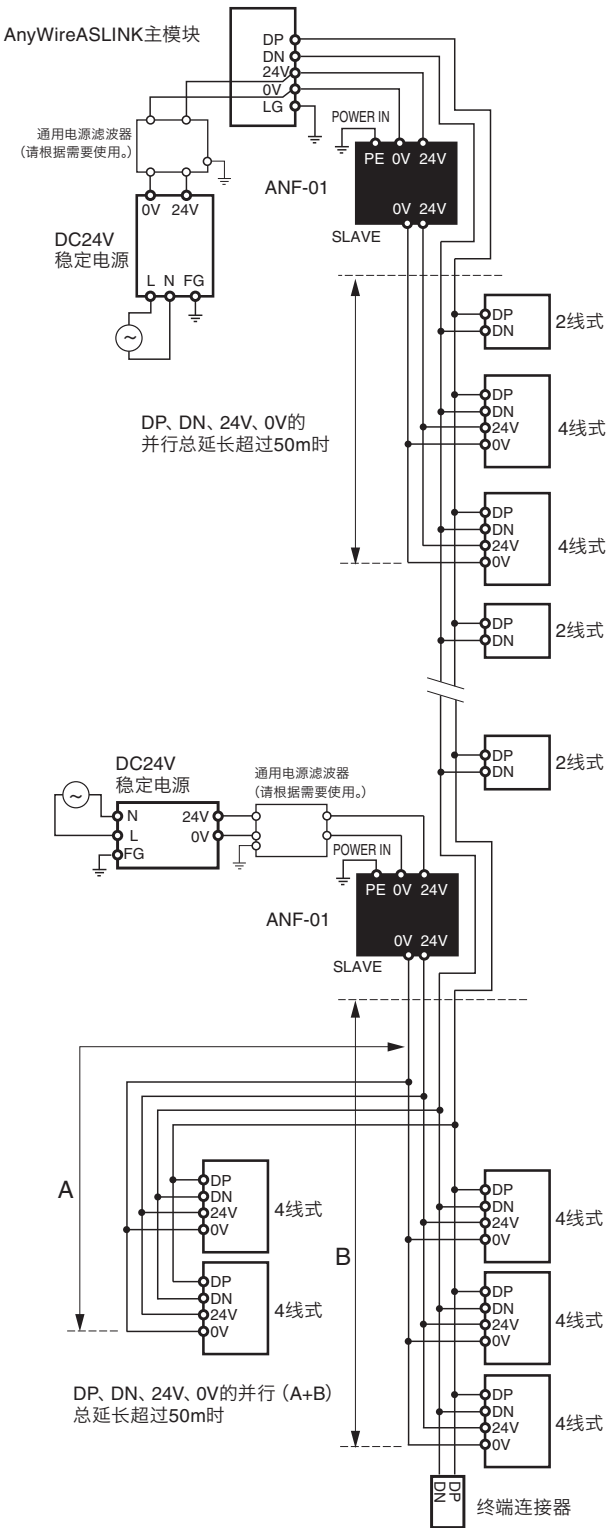 AnyWireASLINK主模块
DP
DN
24V
0V
LG
通用电源滤波器
(请根据需要使用。)
0V 24V
DC24V
稳定电源
L N FG
~
POWER IN
PE 0V 24V
ANF-01
0V 24V
SLAVE
DP
DN
2线式
DP、DN、24V、0V的
并行总延长超过50m时
DP
DN
24V
0V
4线式
DP
DN
24V
0V
4线式
DP
DN
2线式
DP
DN
2线式
DC24V
稳定电源
~
N
L
FG
24V
0V
通用电源滤波器
(请根据需要使用。)
POWER IN
PE 0V 24V
ANF-01
0V 24V
SLAVE
A
B
DP
DN
24V
0V
4线式
DP
DN
24V
0V
4线式
DP
DN
24V
0V
4线式
DP
DN
24V
0V
4线式
DP
DN
24V
0V
4线式
DP、DN、24V、0V的并行（A+B）
总延长超过50m时
DP
DN
终端连接器